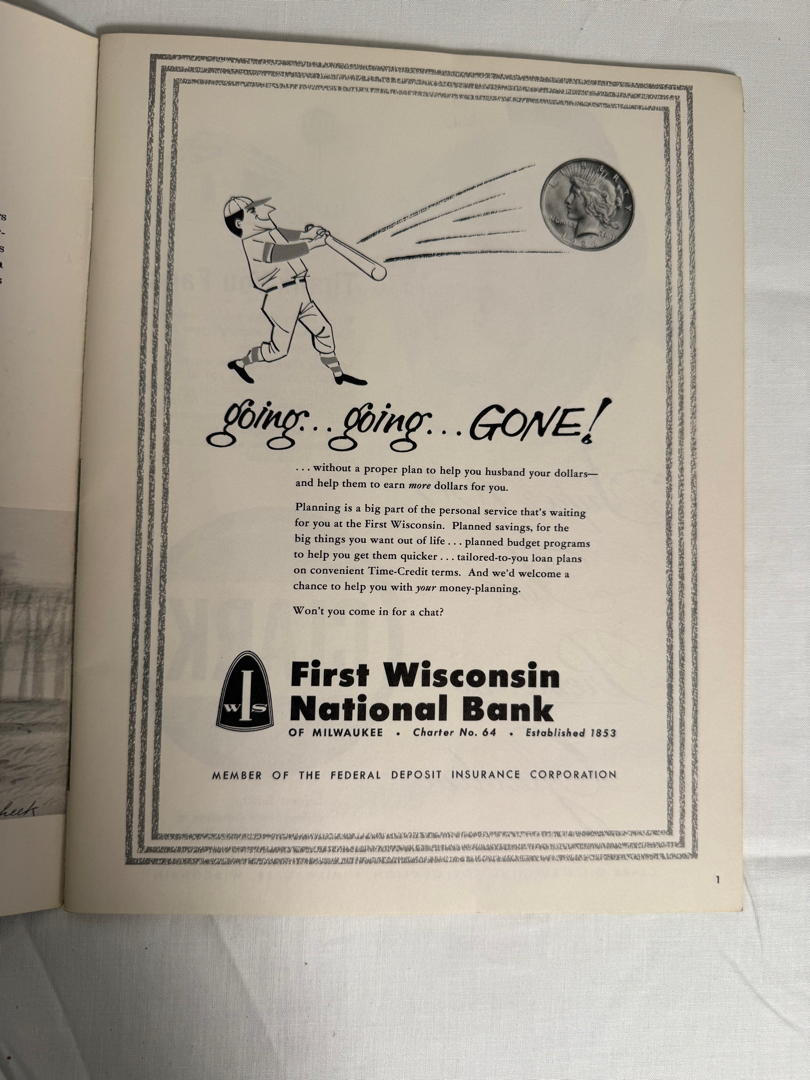 s
-
s
a
s
LIBERTY
going... going... GONE!
... without a proper plan to help you husband your dollars—
and help them to earn more dollars for you.
Planning is a big part of the personal service that's waiting
for you at the First Wisconsin. Planned savings, for the
big things you want out of life ... planned budget programs
to help you get them quicker ... tailored-to-you loan plans
on convenient Time-Credit terms. And we'd welcome a
chance to help you with your money-planning.
Won't you come in for a chat?
WIS
First Wisconsin
National Bank
OF MILWAUKEE • Charter No. 64 • Established 1853
MEMBER OF THE FEDERAL DEPOSIT INSURANCE CORPORATION
1